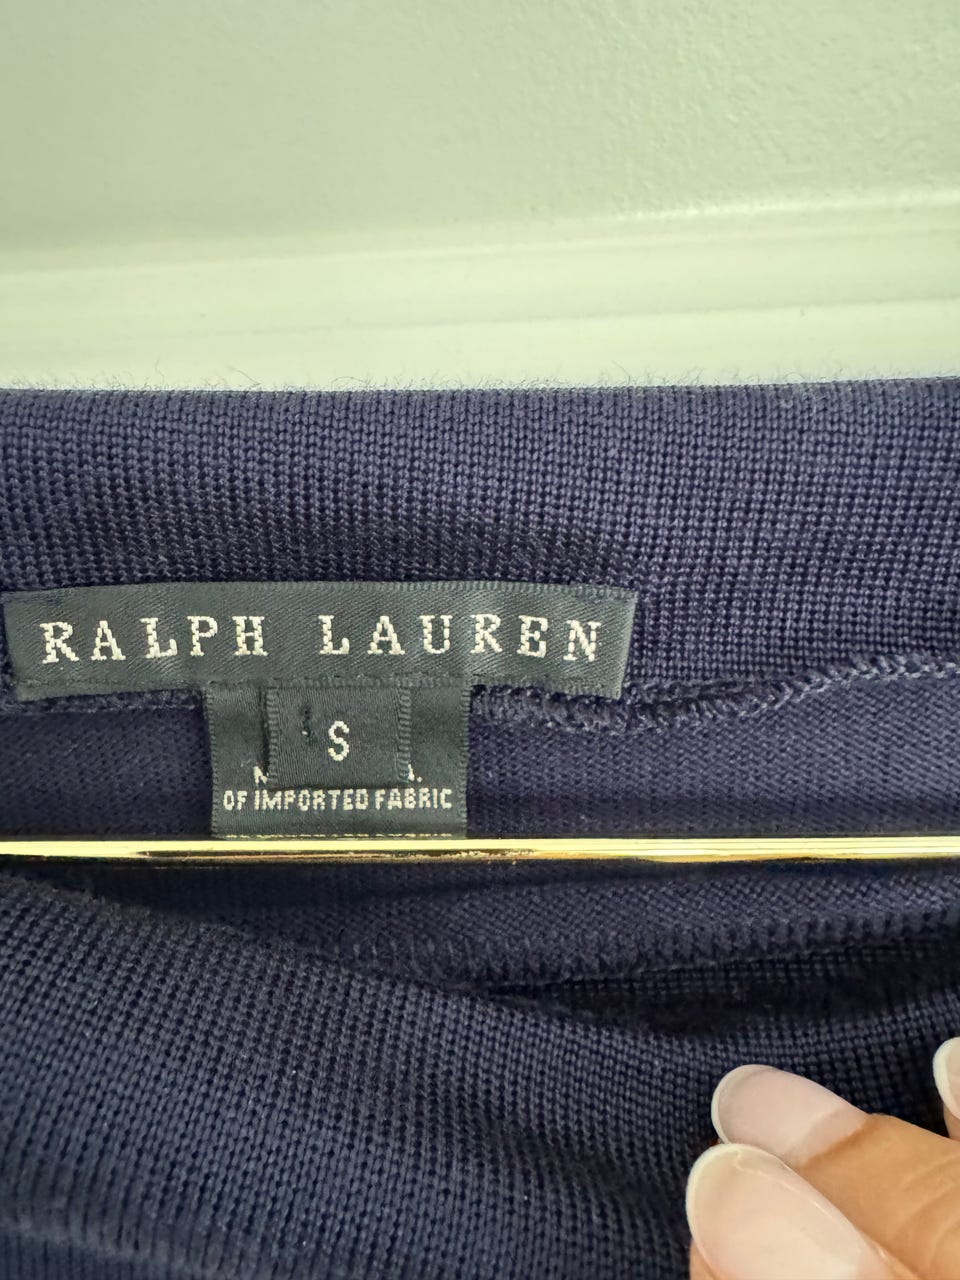 RALPH LAUREN
S
OF IMPORTED FABRIC